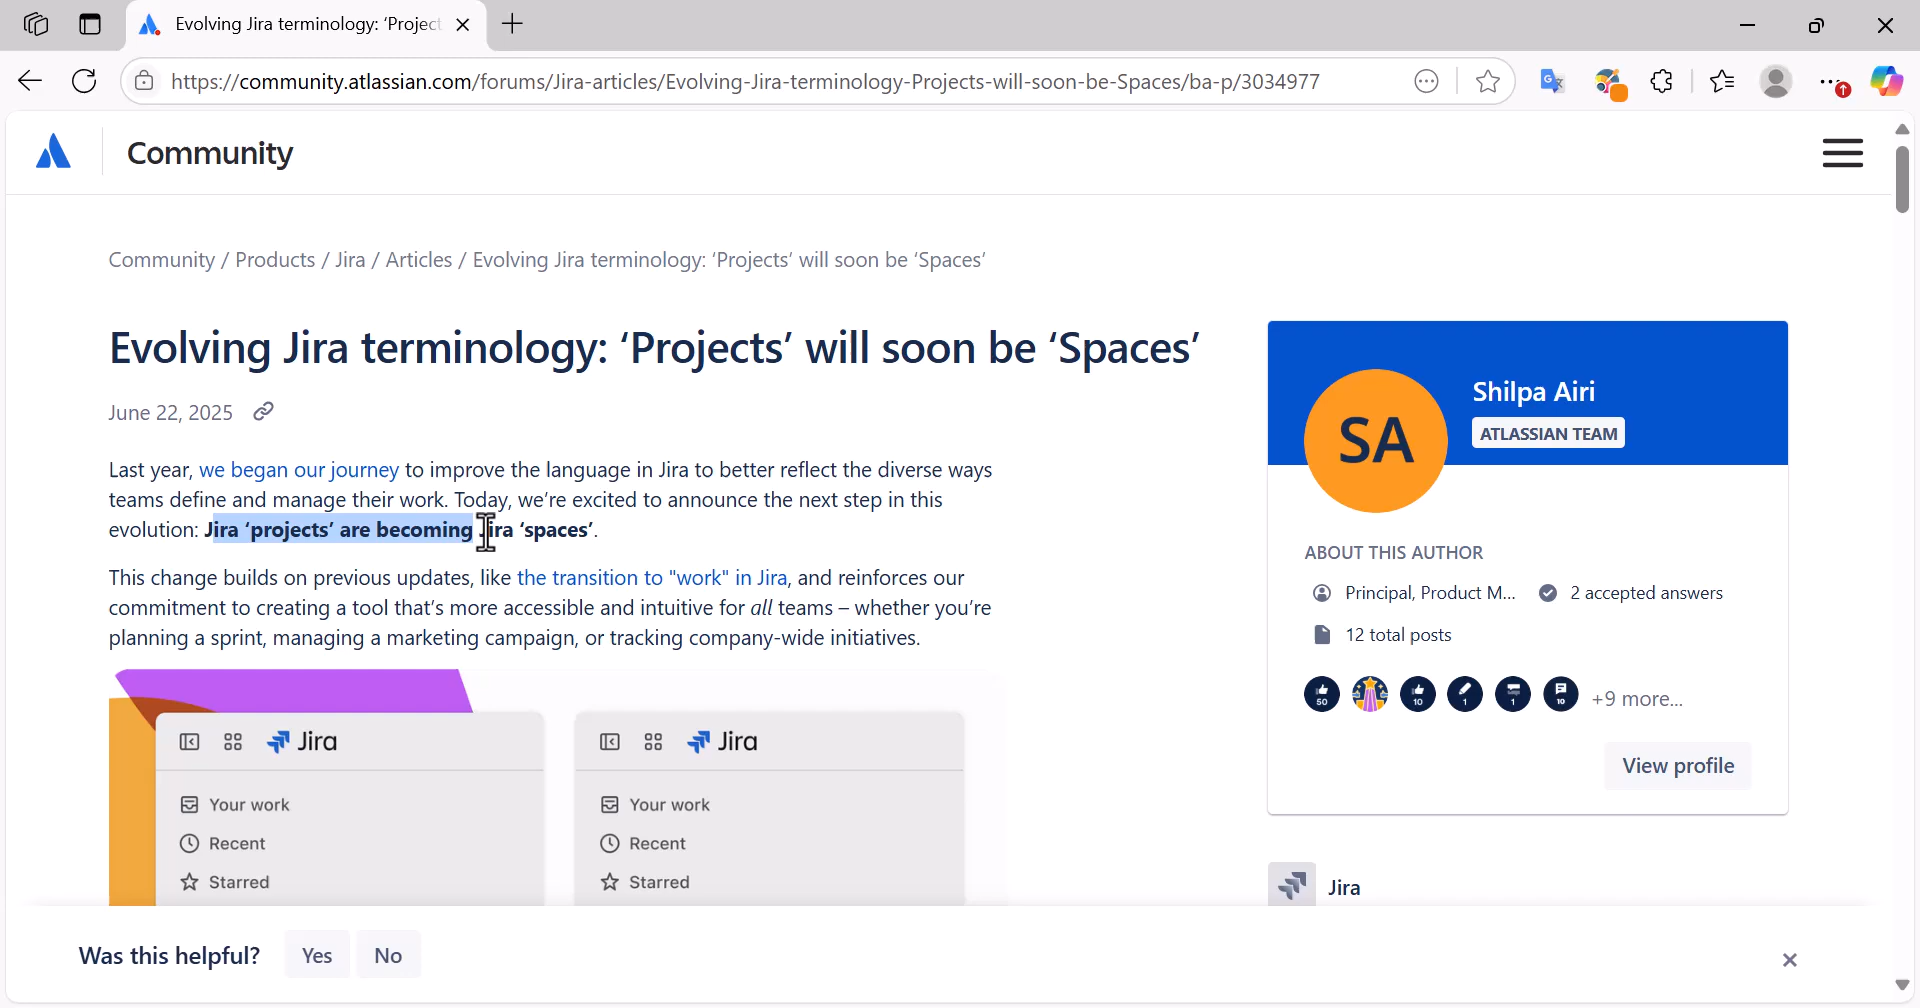 Evolving Jira terminology: ‘Project
https://community.atlassian.com/forums/Jira-articles/Evolving-Jira-terminology-Projects-will-soon-be-Spaces/ba-p/3034977
Community
Community / Products / Jira / Articles / Evolving Jira terminology: ‘Projects’ will soon be ‘Spaces’
Evolving Jira terminology: ‘Projects’ will soon be ‘Spaces’
June 22, 2025
Last year, we began our journey to improve the language in Jira to better reflect the diverse ways
teams define and manage their work. Today, we’re excited to announce the next step in this
evolution: Jira ‘projects’ are becoming Jira ‘spaces’.
This change builds on previous updates, like the transition to "work" in Jira, and reinforces our
commitment to creating a tool that’s more accessible and intuitive for all teams – whether you’re
planning a sprint, managing a marketing campaign, or tracking company-wide initiatives.
Jira
Your work
Recent
Starred
Jira
Your work
Recent
Starred
SA
Shilpa Airi
ATLASSIAN TEAM
ABOUT THIS AUTHOR
Principal, Product M...
2 accepted answers
12 total posts
50
10
1
1
10
+9 more...
View profile
Jira
Was this helpful?
Yes
No